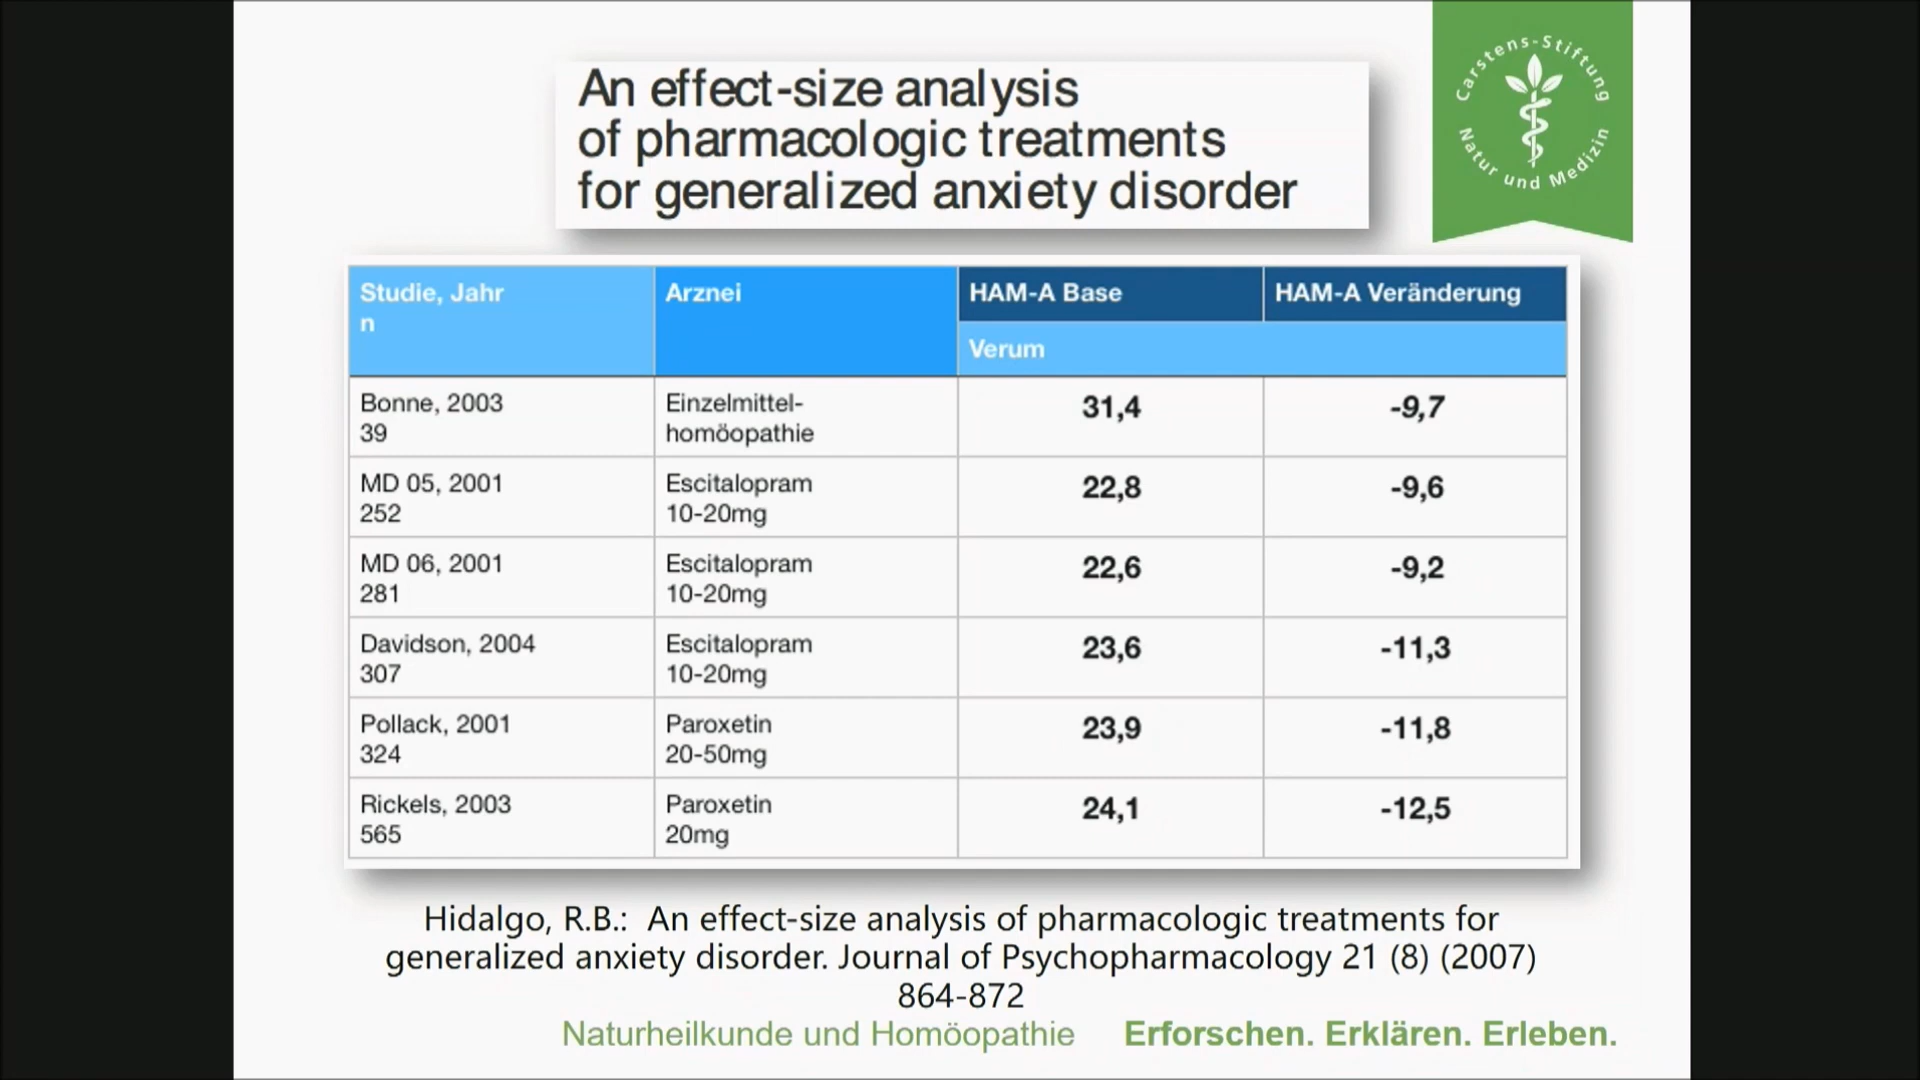 An effect-size analysis
of pharmacologic treatments
for generalized anxiety disorder
Carstens-Stiftung
Natur und Medizin
Studie, Jahr
n
Arznei
HAM-A Base
HAM-A Veränderung
Verum
Bonne, 2003
39
Einzelmittel-
homöopathie
31,4
-9,7
MD 05, 2001
252
Escitalopram
10-20mg
22,8
-9,6
MD 06, 2001
281
Escitalopram
10-20mg
22,6
-9,2
Davidson, 2004
307
Escitalopram
10-20mg
23,6
-11,3
Pollack, 2001
324
Paroxetin
20-50mg
23,9
-11,8
Rickels, 2003
565
Paroxetin
20mg
24,1
-12,5
Hidalgo, R.B.: An effect-size analysis of pharmacologic treatments for
generalized anxiety disorder. Journal of Psychopharmacology 21 (8) (2007)
864-872
Naturheilkunde und Homöopathie Erforschen. Erklären. Erleben.